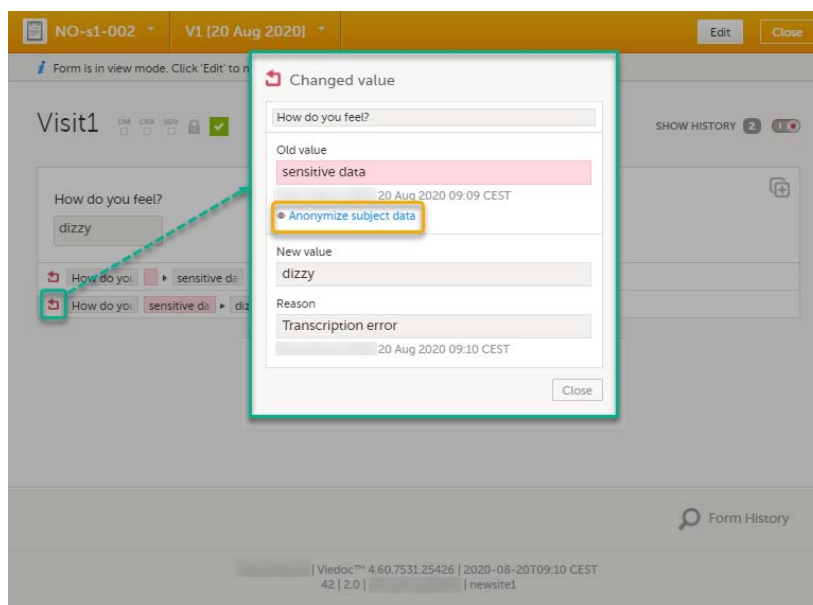 NO-s1-002
V1 [20 Aug 2020]
Edit
Close
i Form is in view mode. Click 'Edit' to
Visit1
DM CRA SDV
SHOW HISTORY 2
How do you feel?
dizzy
How do you
sensitive da
How do you
sensitive da
diz
Changed value
How do you feel?
Old value
sensitive data
20 Aug 2020 09:09 CEST
Anonymize subject data
New value
dizzy
Reason
Transcription error
20 Aug 2020 09:10 CEST
Close
Form History
| Viedoc™ 4.60.7531.25426 | 2020-08-20T09:10 CEST
42 | 2.0 | | newsite1